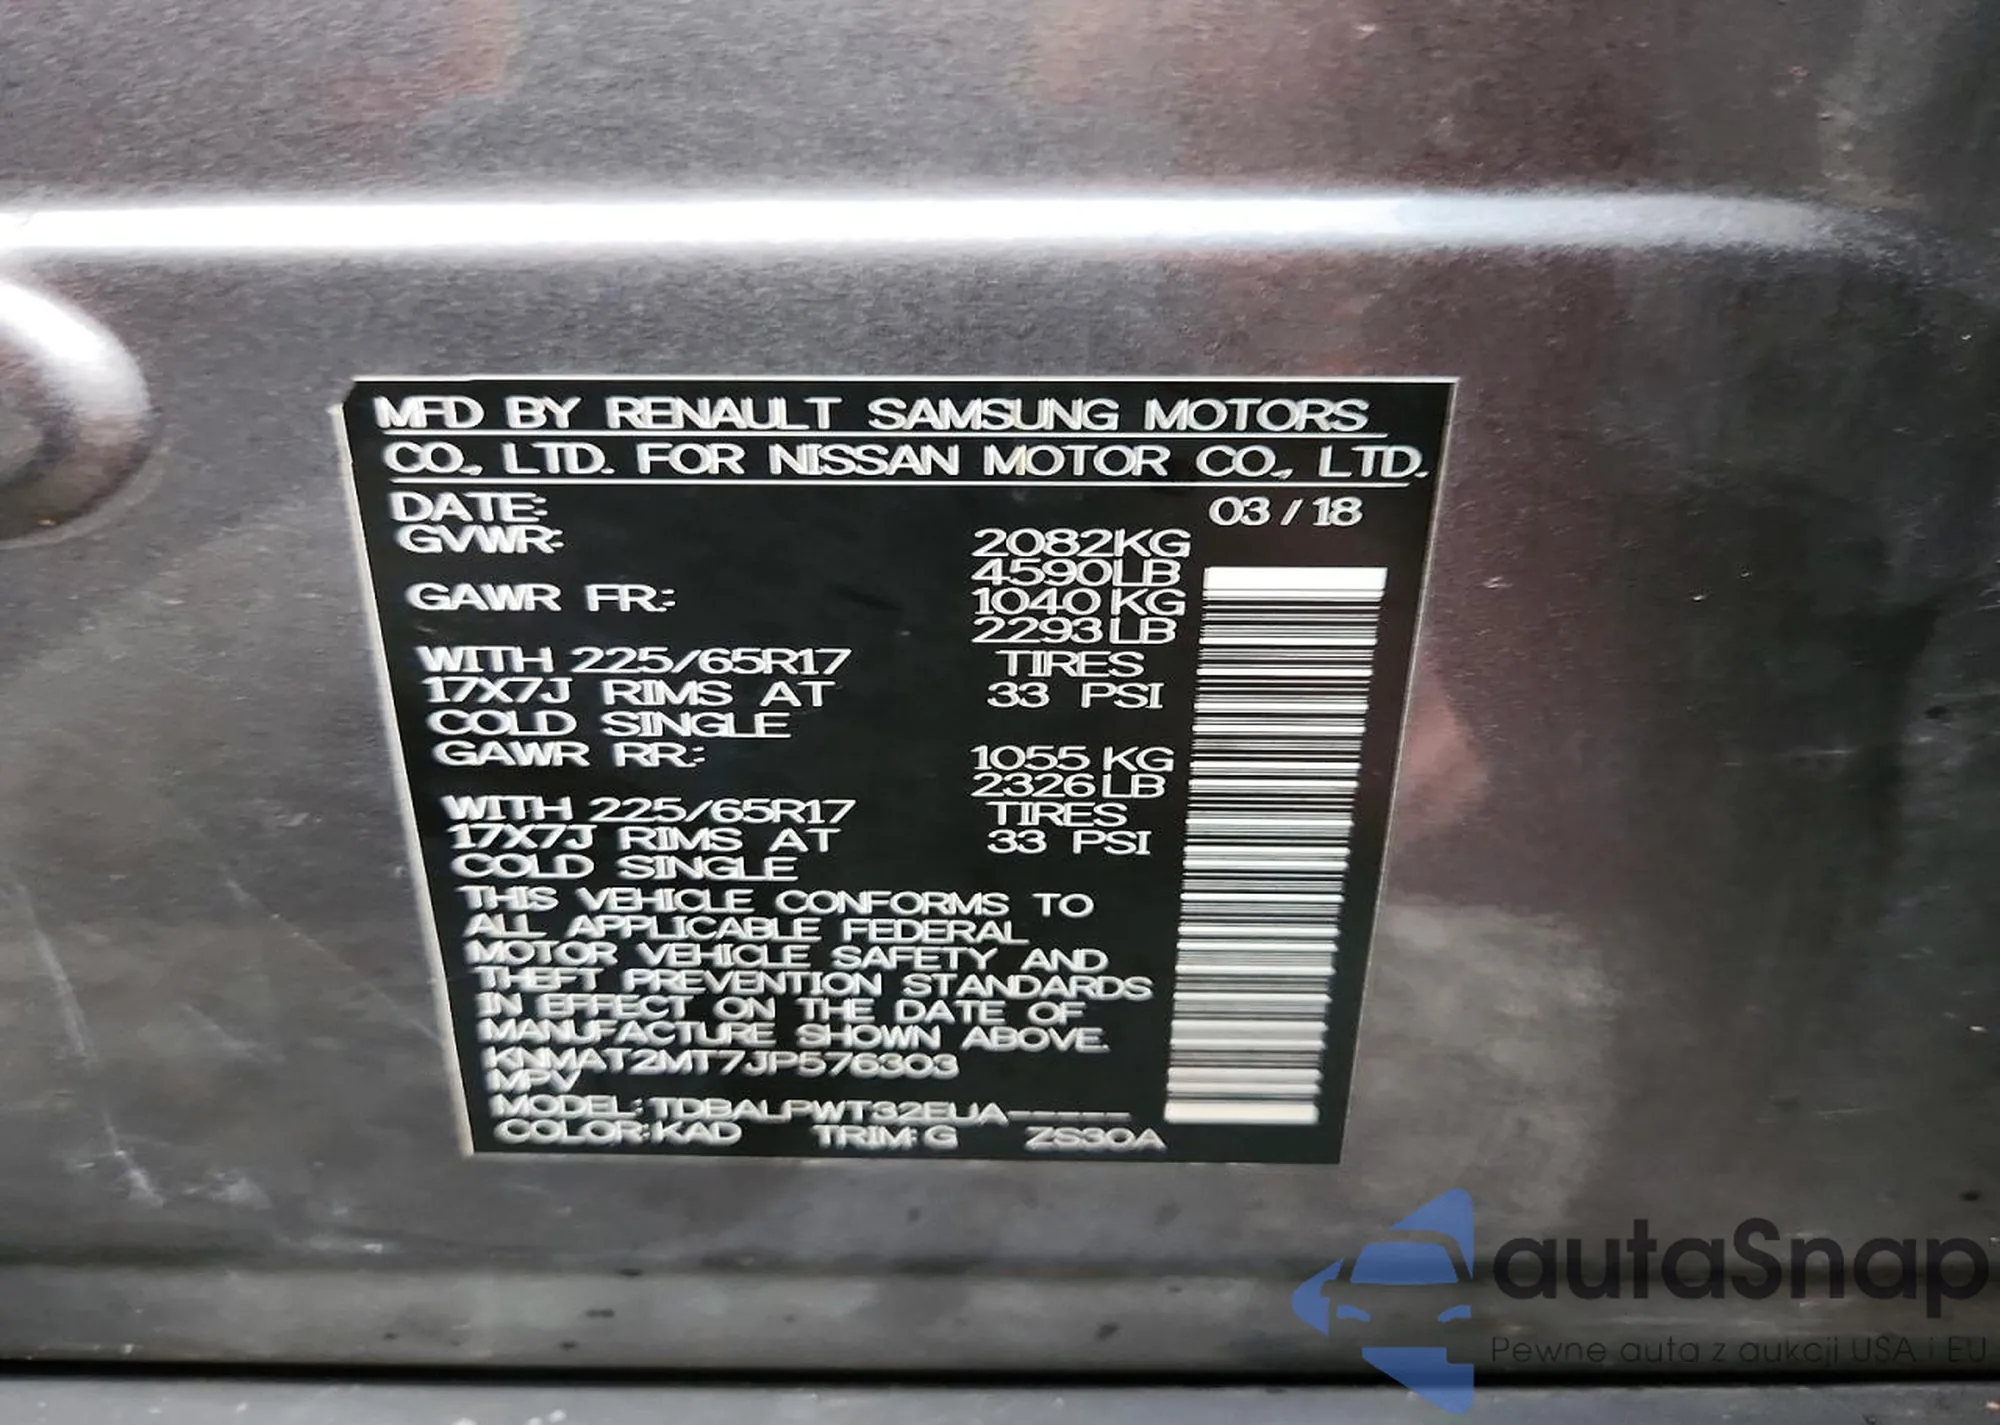 MFD BY RENAULT SAMSUNG MOTORS
CO., LTD. FOR NISSAN MOTOR CO., LTD.
DATE: 03 / 18
GVWR: 2082KG
4590LB
GAWR FR: 1040 KG
2293LB
WITH 225/65R17 TIRES
17X7J RIMS AT 33 PSI
COLD SINGLE
GAWR RR: 1055 KG
2326LB
WITH 225/65R17 TIRES
17X7J RIMS AT 33 PSI
COLD SINGLE
THIS VEHICLE CONFORMS TO
ALL APPLICABLE FEDERAL
MOTOR VEHICLE SAFETY AND
THEFT PREVENTION STANDARDS
IN EFFECT ON THE DATE OF
MANUFACTURE SHOWN ABOVE.
KNMAT2MT7JP576303
MPV
MODEL: TDBALPWT32EUA-----
COLOR:KAD TRIM:G ZS30A
autaSnap
Pewne auta z aukcji USA i EU